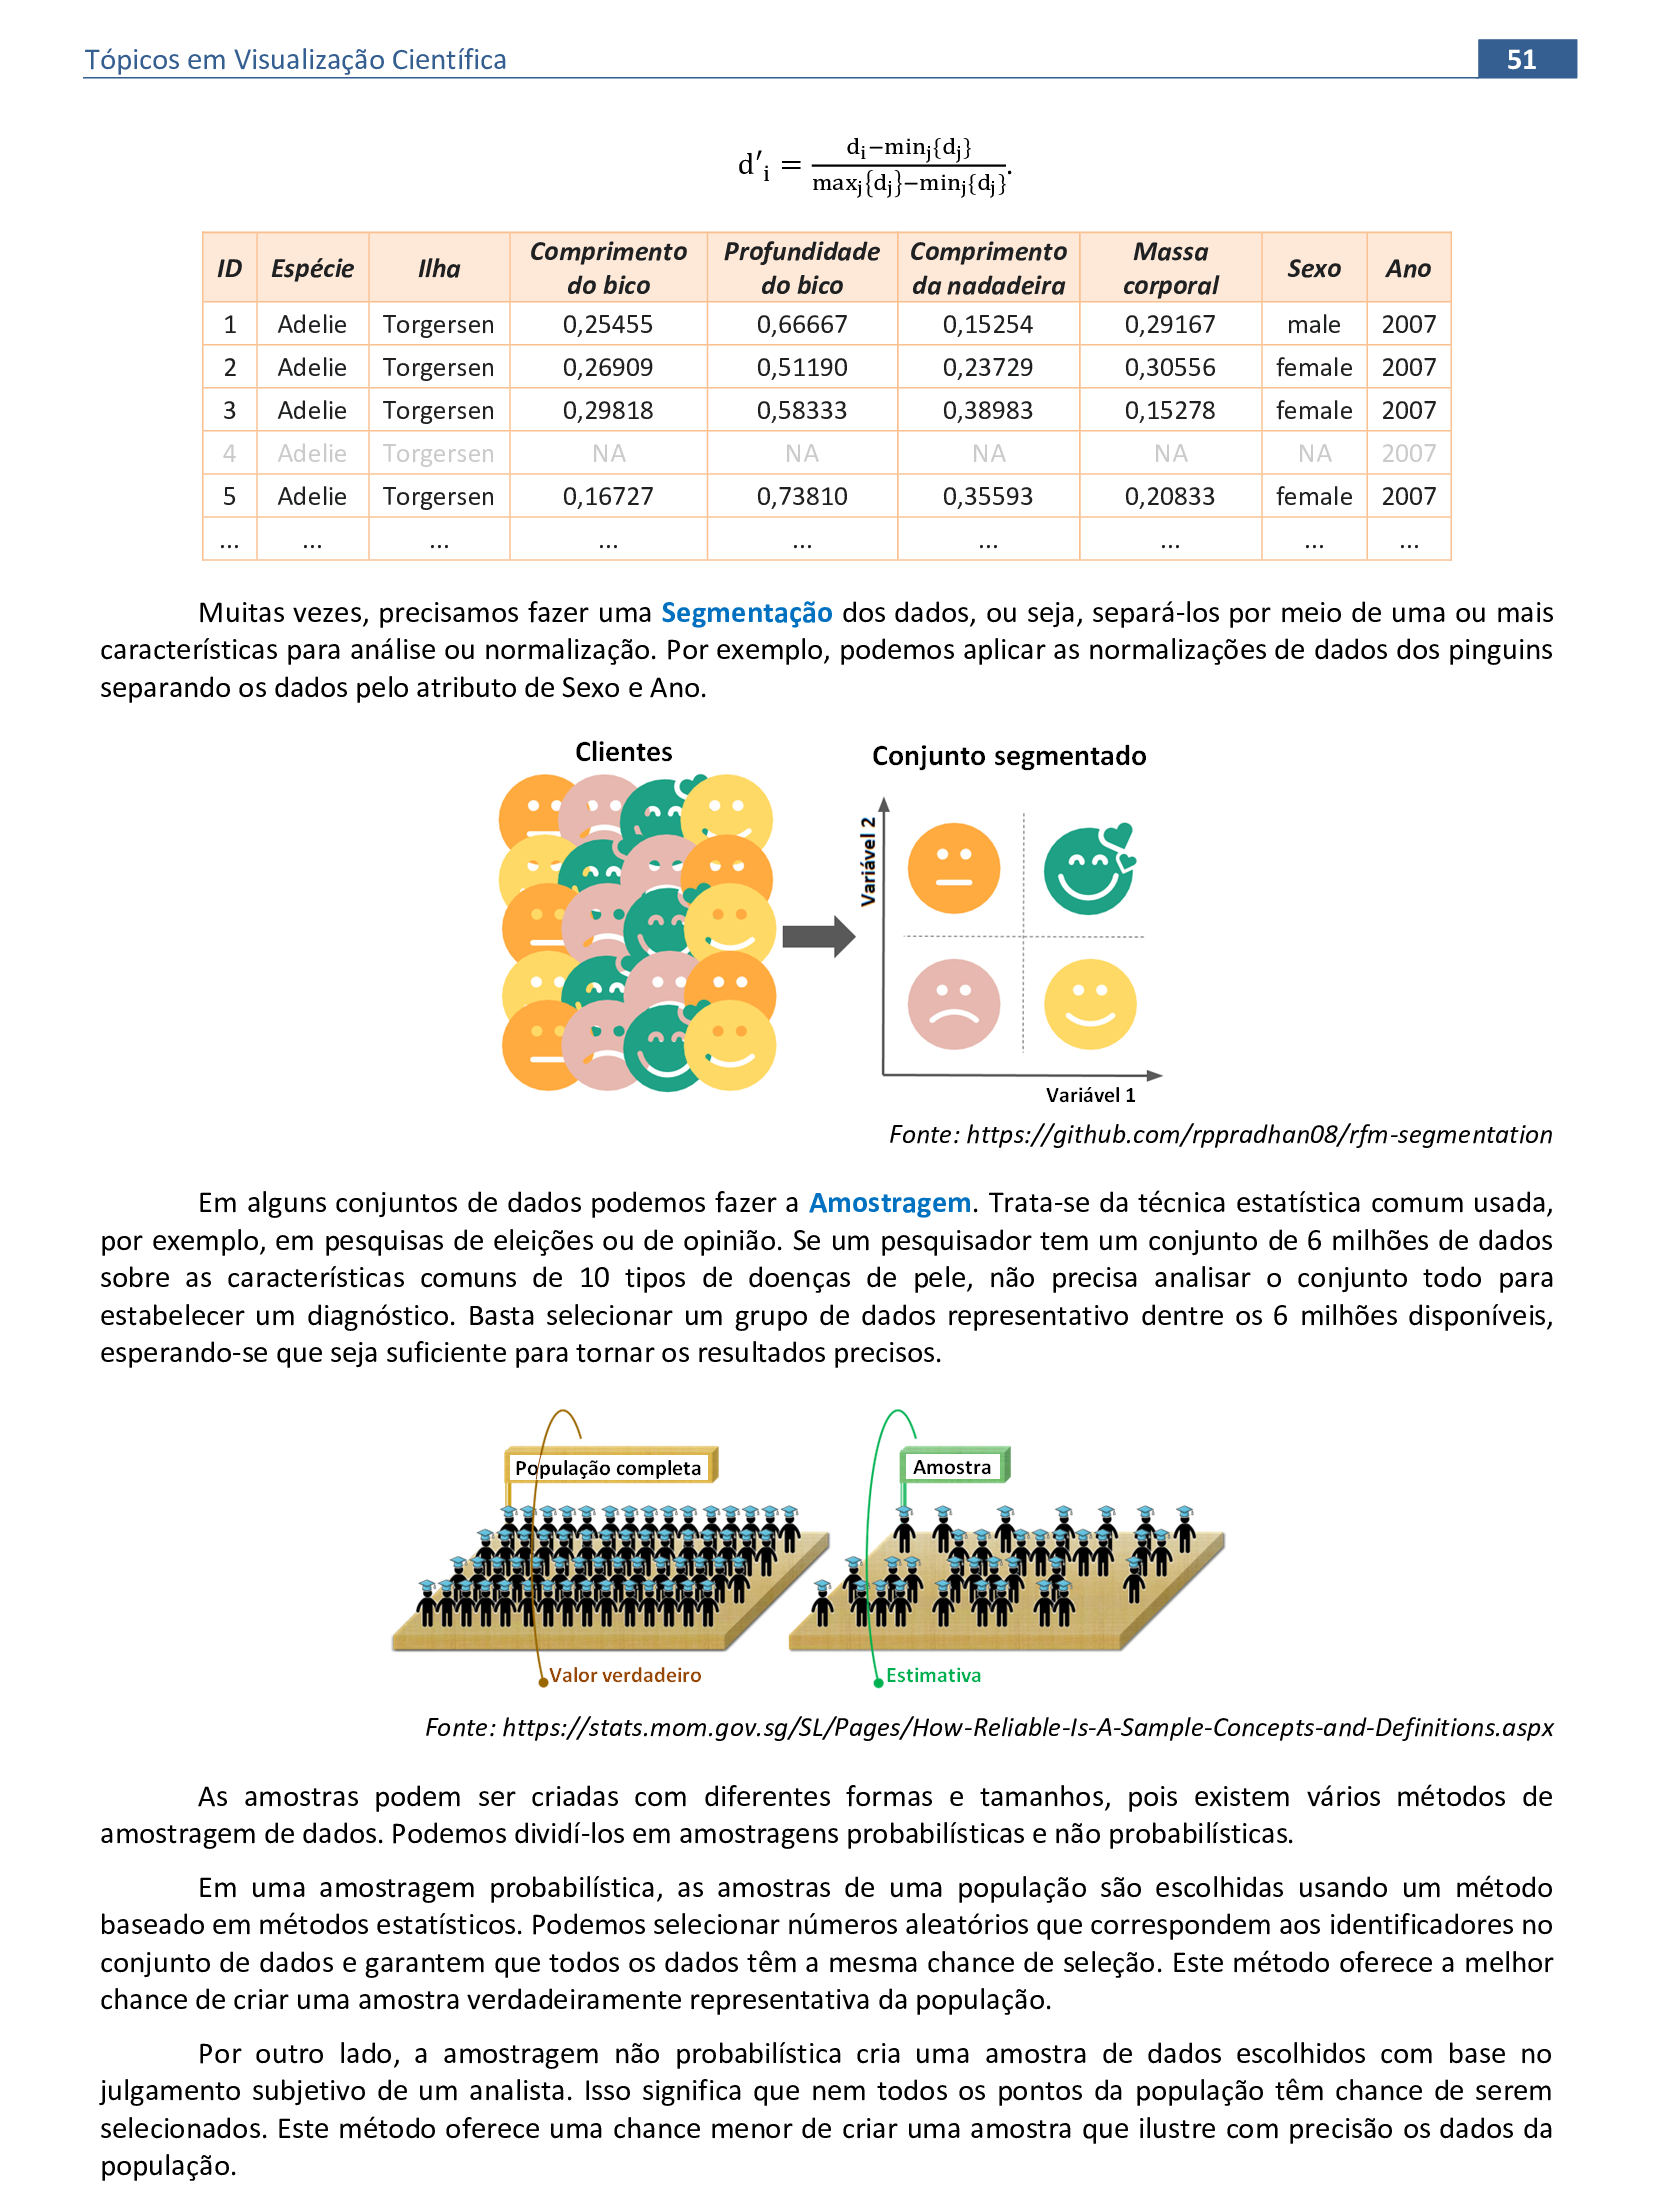 Tópicos em Visualização Científica 51
d′i = (di−minj{dj}) / (maxj{dj}−minj{dj}).
ID Espécie Ilha Comprimento do bico Profundidade do bico Comprimento da nadadeira Massa corporal Sexo Ano
1 Adelie Torgersen 0,25455 0,66667 0,15254 0,29167 male 2007
2 Adelie Torgersen 0,26909 0,51190 0,23729 0,30556 female 2007
3 Adelie Torgersen 0,29818 0,58333 0,38983 0,15278 female 2007
4 Adelie Torgersen NA NA NA NA NA 2007
5 Adelie Torgersen 0,16727 0,73810 0,35593 0,20833 female 2007
... ... ... ... ... ... ... ... ...
Muitas vezes, precisamos fazer uma Segmentação dos dados, ou seja, separá-los por meio de uma ou mais
características para análise ou normalização. Por exemplo, podemos aplicar as normalizações de dados dos pinguins
separando os dados pelo atributo de Sexo e Ano.
Clientes
Conjunto segmentado
Variável 2
Variável 1
Fonte: https://github.com/rppradhan08/rfm-segmentation
Em alguns conjuntos de dados podemos fazer a Amostragem. Trata-se da técnica estatística comum usada,
por exemplo, em pesquisas de eleições ou de opinião. Se um pesquisador tem um conjunto de 6 milhões de dados
sobre as características comuns de 10 tipos de doenças de pele, não precisa analisar o conjunto todo para
estabelecer um diagnóstico. Basta selecionar um grupo de dados representativo dentre os 6 milhões disponíveis,
esperando-se que seja suficiente para tornar os resultados precisos.
População completa
Amostra
Valor verdadeiro
Estimativa
Fonte: https://stats.mom.gov.sg/SL/Pages/How-Reliable-Is-A-Sample-Concepts-and-Definitions.aspx
As amostras podem ser criadas com diferentes formas e tamanhos, pois existem vários métodos de
amostragem de dados. Podemos dividí-los em amostragens probabilísticas e não probabilísticas.
Em uma amostragem probabilística, as amostras de uma população são escolhidas usando um método
baseado em métodos estatísticos. Podemos selecionar números aleatórios que correspondem aos identificadores no
conjunto de dados e garantem que todos os dados têm a mesma chance de seleção. Este método oferece a melhor
chance de criar uma amostra verdadeiramente representativa da população.
Por outro lado, a amostragem não probabilística cria uma amostra de dados escolhidos com base no
julgamento subjetivo de um analista. Isso significa que nem todos os pontos da população têm chance de serem
selecionados. Este método oferece uma chance menor de criar uma amostra que ilustre com precisão os dados da
população.